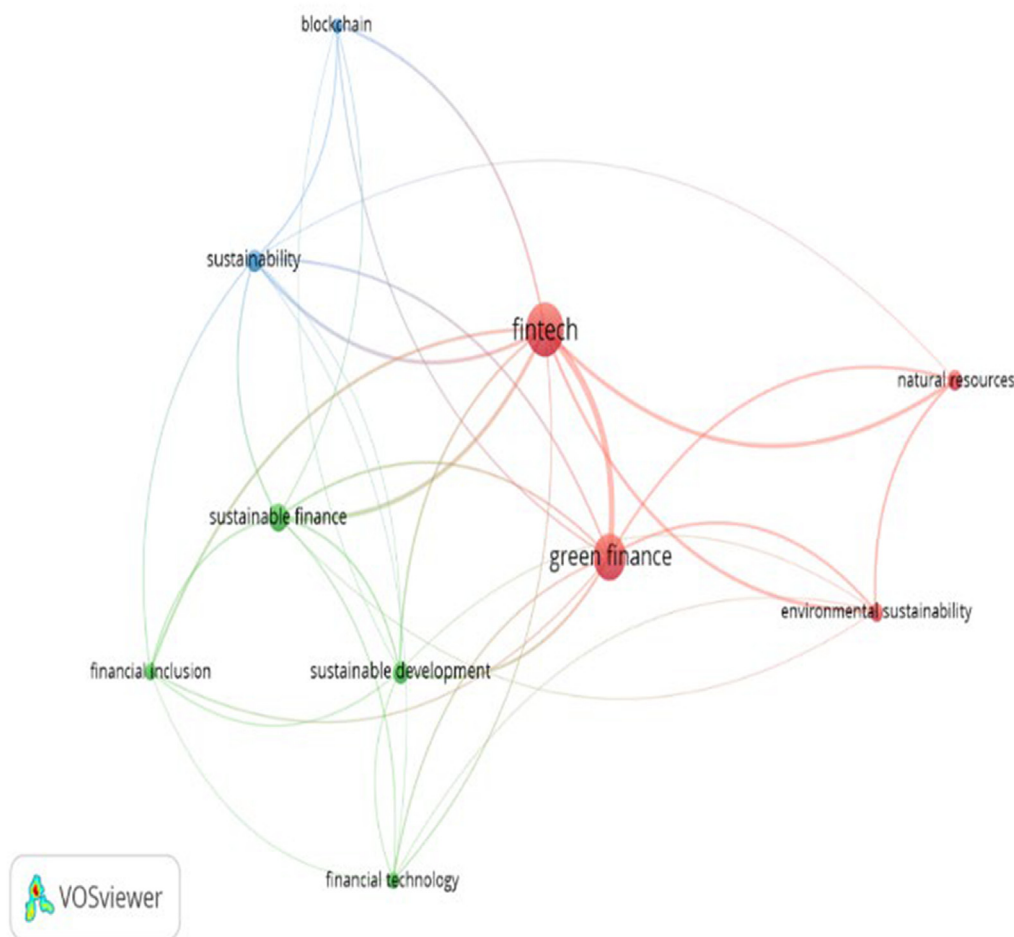 blockchain
sustainability
fintech
natural resources
sustainable finance
green finance
environmental sustainability
financial inclusion
sustainable development
financial technology
VOSviewer